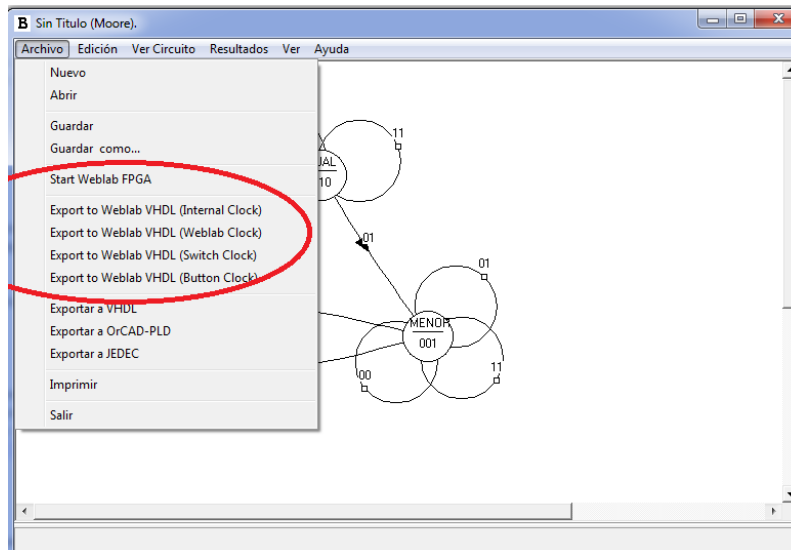 B Sin Titulo (Moore).
Archivo Edición Ver Circuito Resultados Ver Ayuda
Nuevo
Abrir
Guardar
Guardar como...
Start Weblab FPGA
Export to Weblab VHDL (Internal Clock)
Export to Weblab VHDL (Weblab Clock)
Export to Weblab VHDL (Switch Clock)
Export to Weblab VHDL (Button Clock)
Exportar a VHDL
Exportar a OrCAD-PLD
Exportar a JEDEC
Imprimir
Salir
11
UAL
10
01
01
MENOR
001
00
11